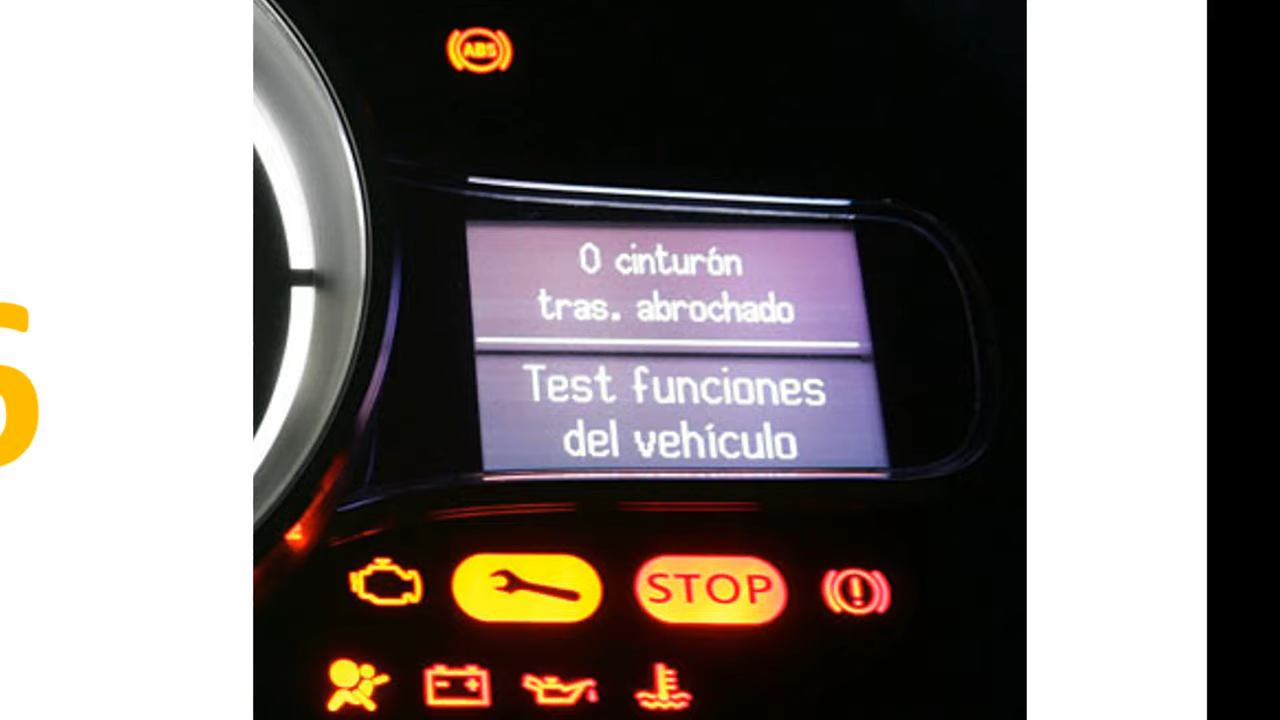 ABS
0 cinturón
tras. abrochado
Test funciones
del vehículo
STOP